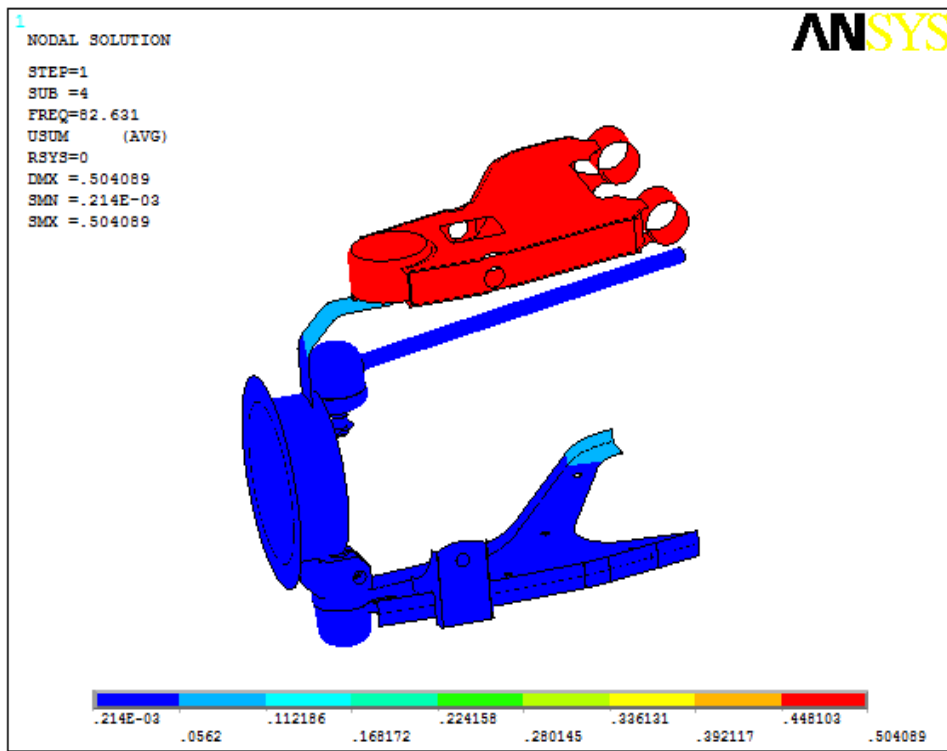 1
NODAL SOLUTION
ANSYS
STEP=1
SUB =4
FREQ=82.631
USUM (AVG)
RSYS=0
DMX =.504089
SMN =.214E-03
SMX =.504089
.214E-03 .112186 .224158 .336131 .448103
.0562 .168172 .280145 .392117 .504089